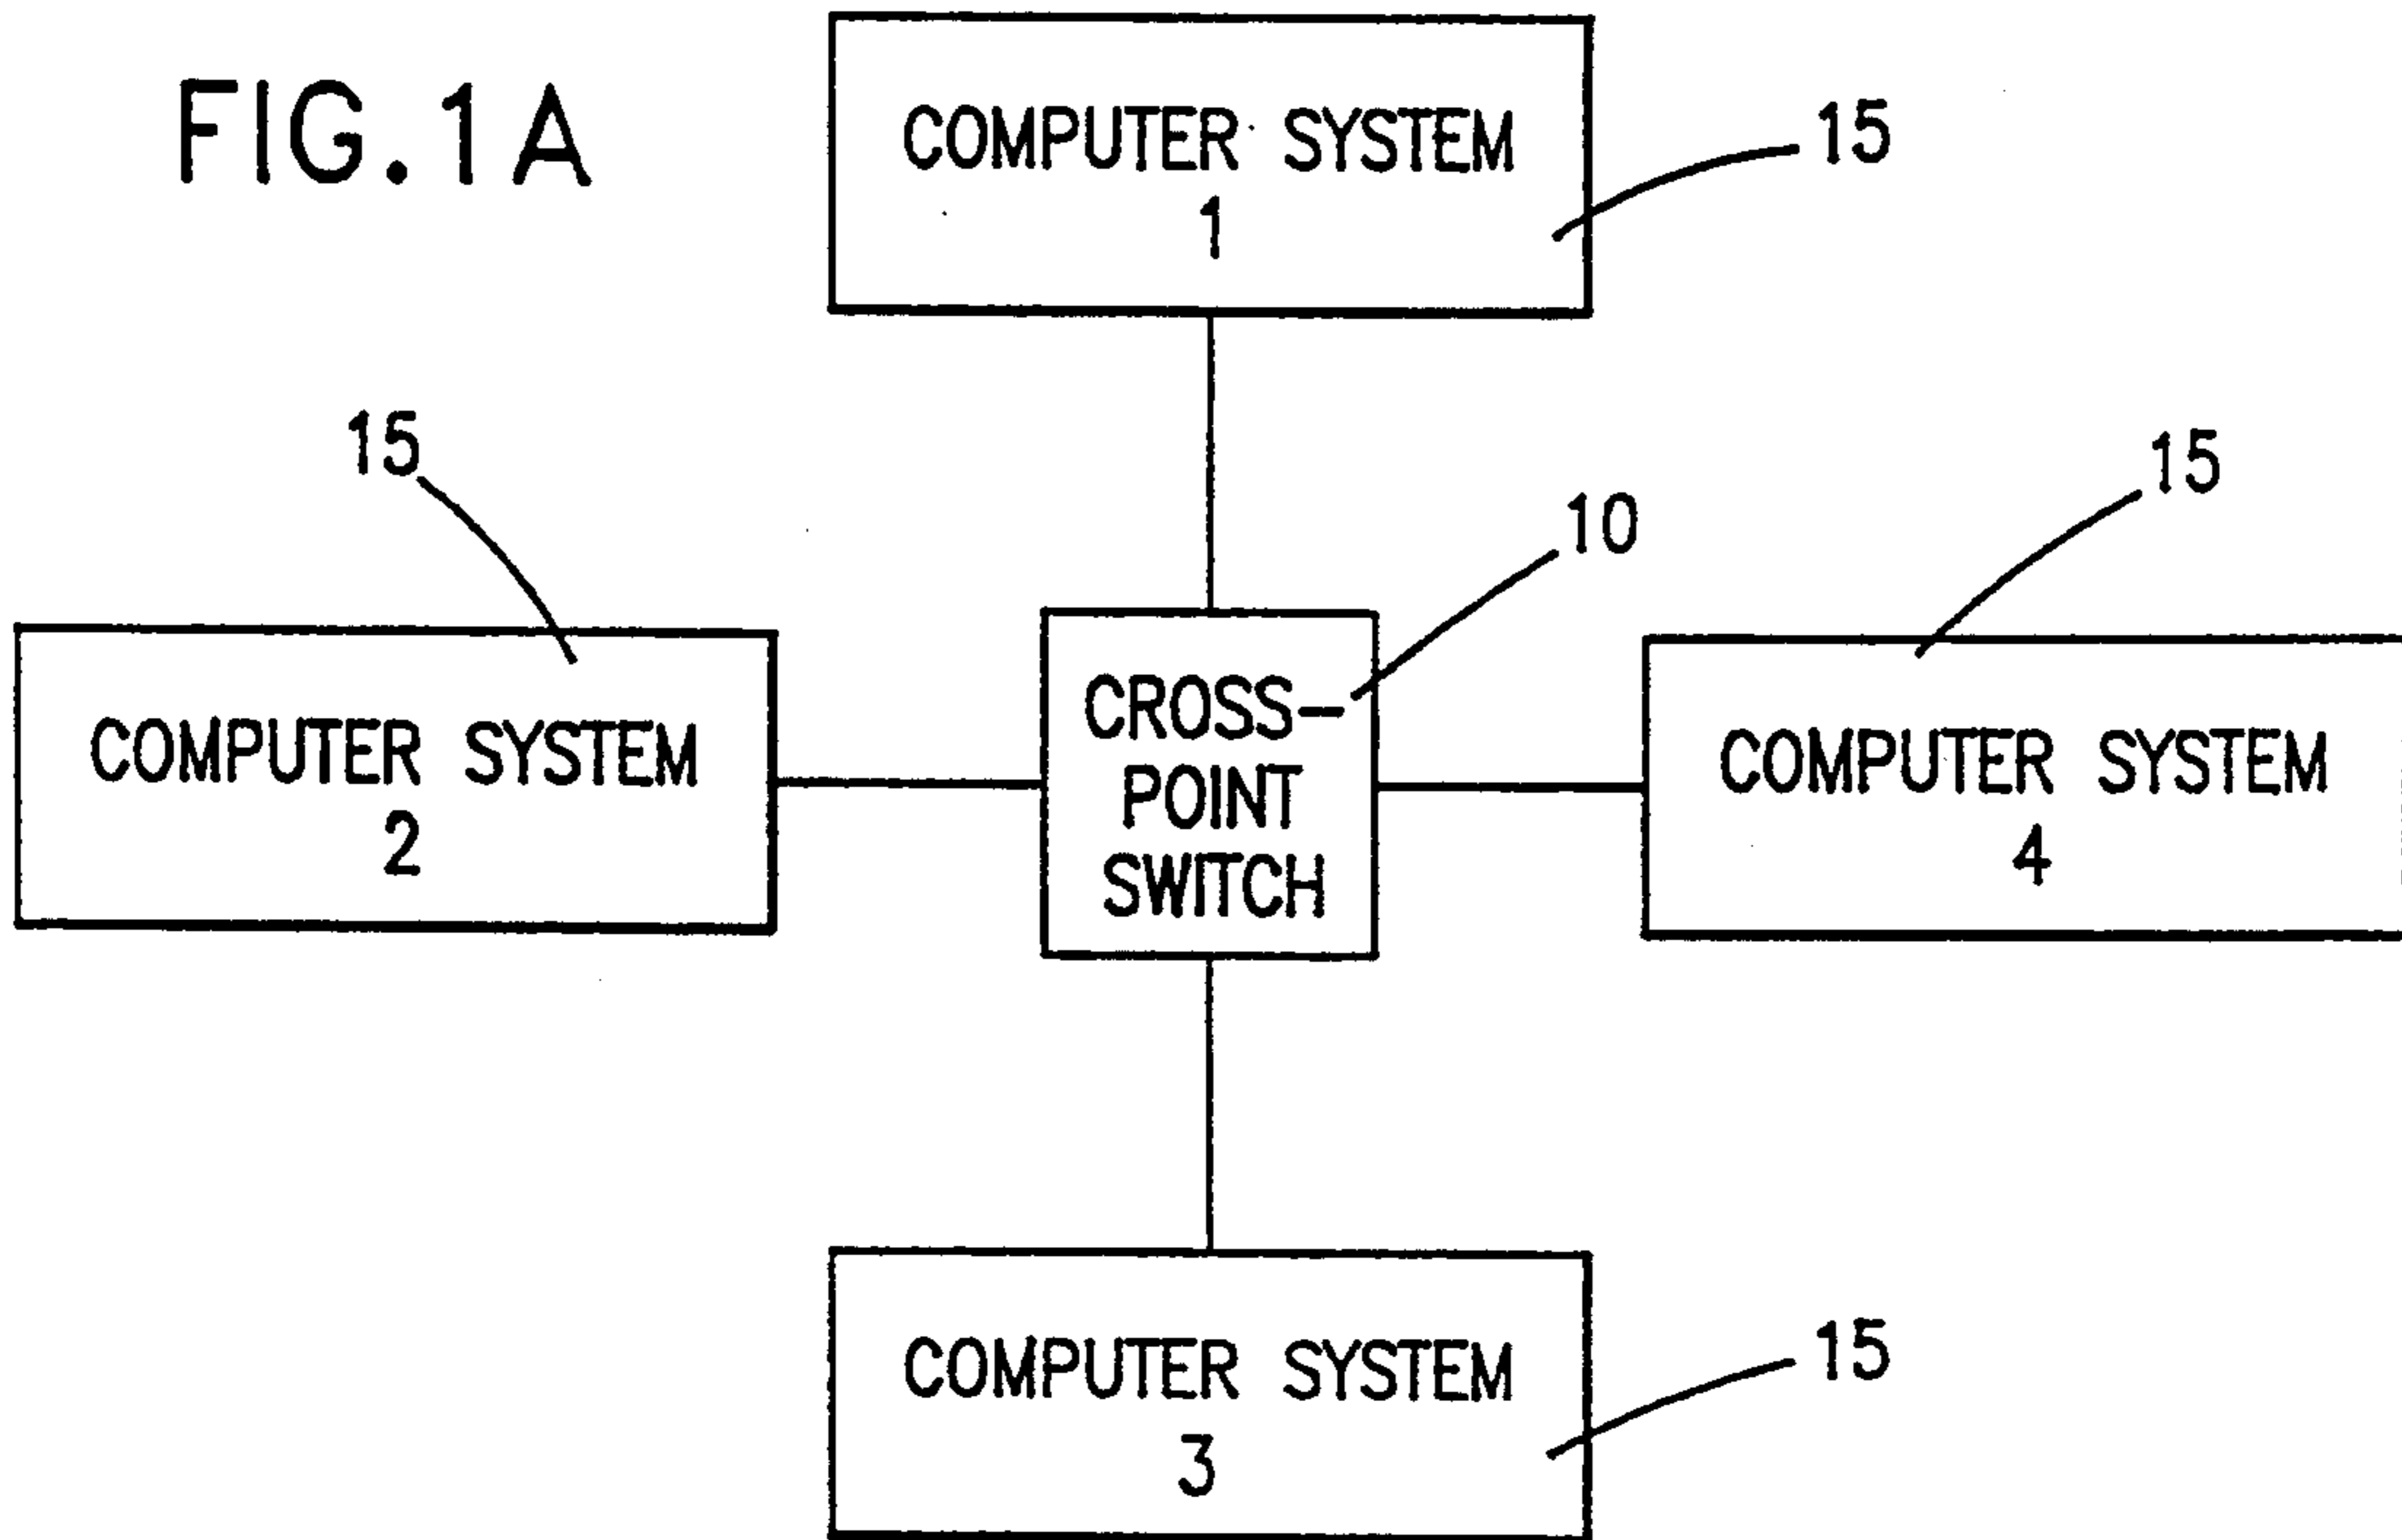 FIG.1A
COMPUTER SYSTEM
1
15
15
10
15
COMPUTER SYSTEM
2
CROSS-
POINT
SWITCH
COMPUTER SYSTEM
4
COMPUTER SYSTEM
3
15